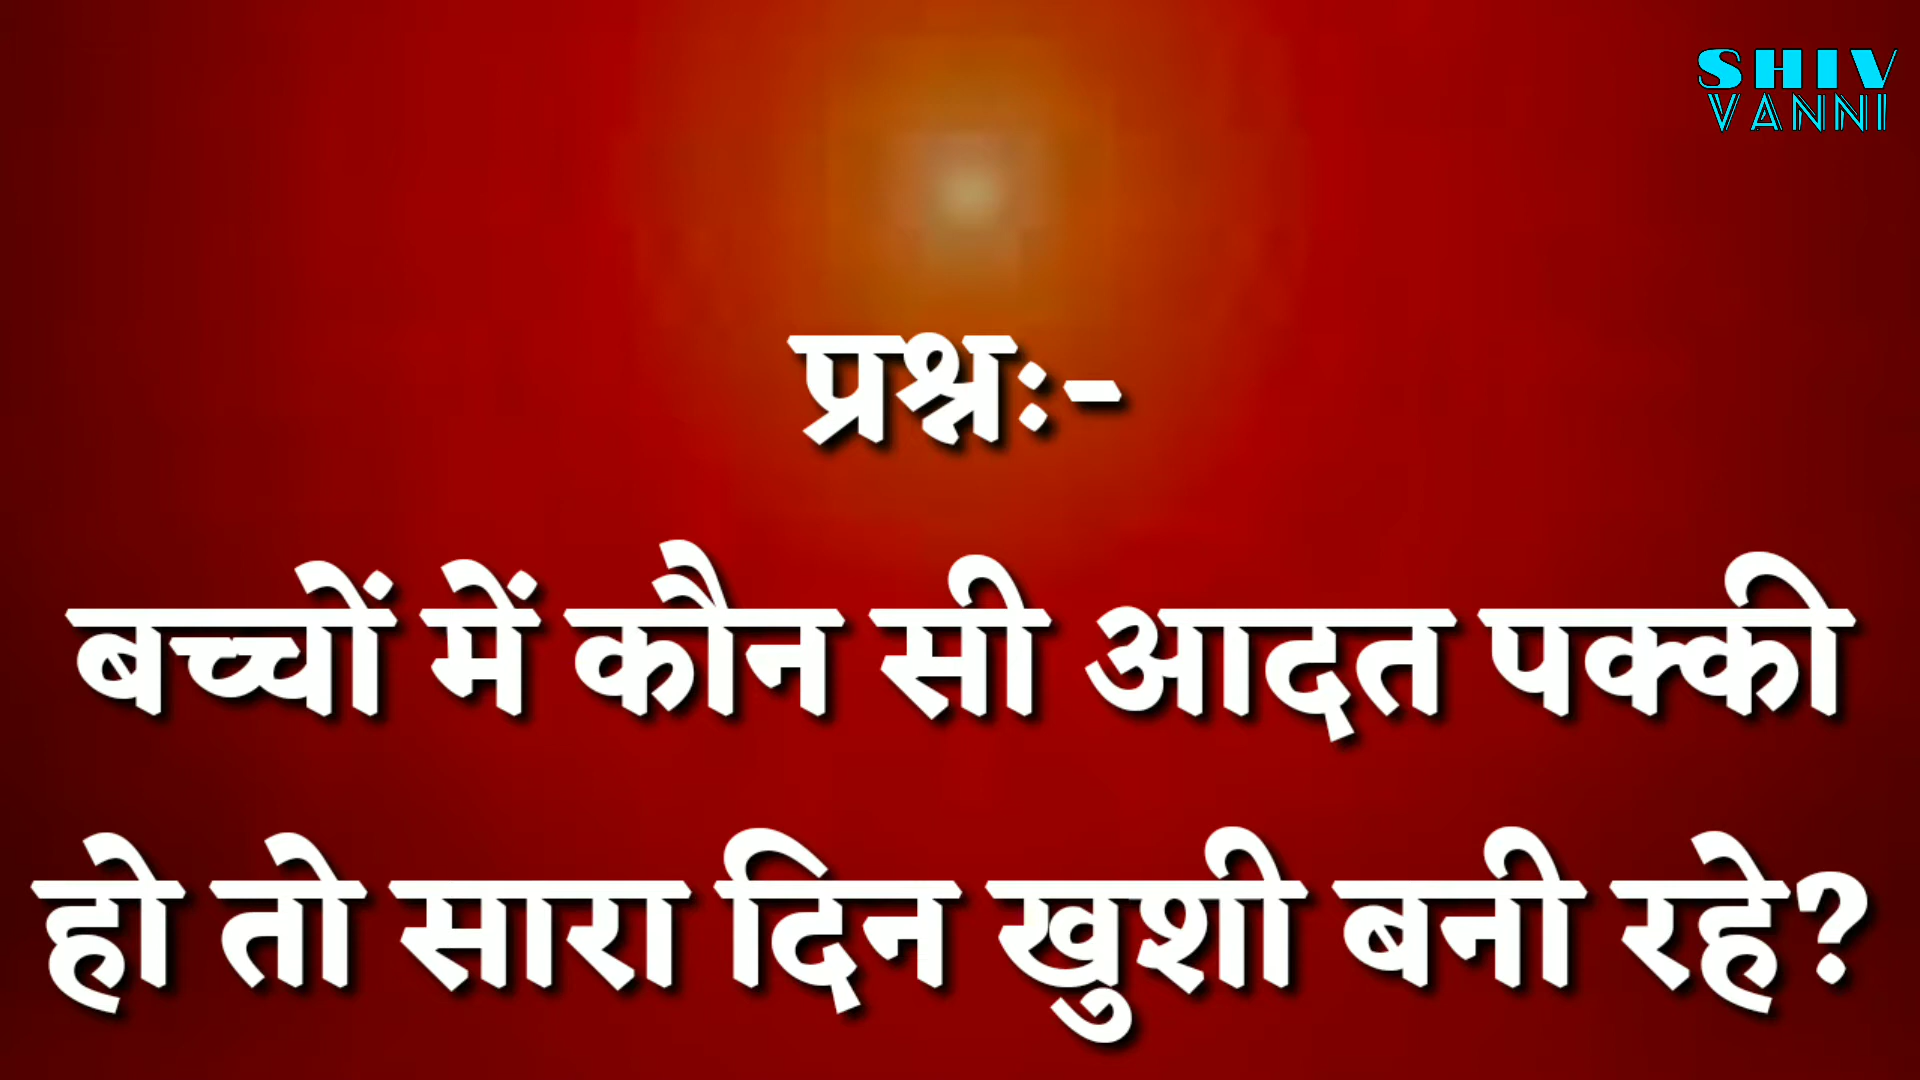 SHIV
VANNI
प्रश्नः-
बच्चों में कौन सी आदत पक्की
हो तो सारा दिन खुशी बनी रहे?